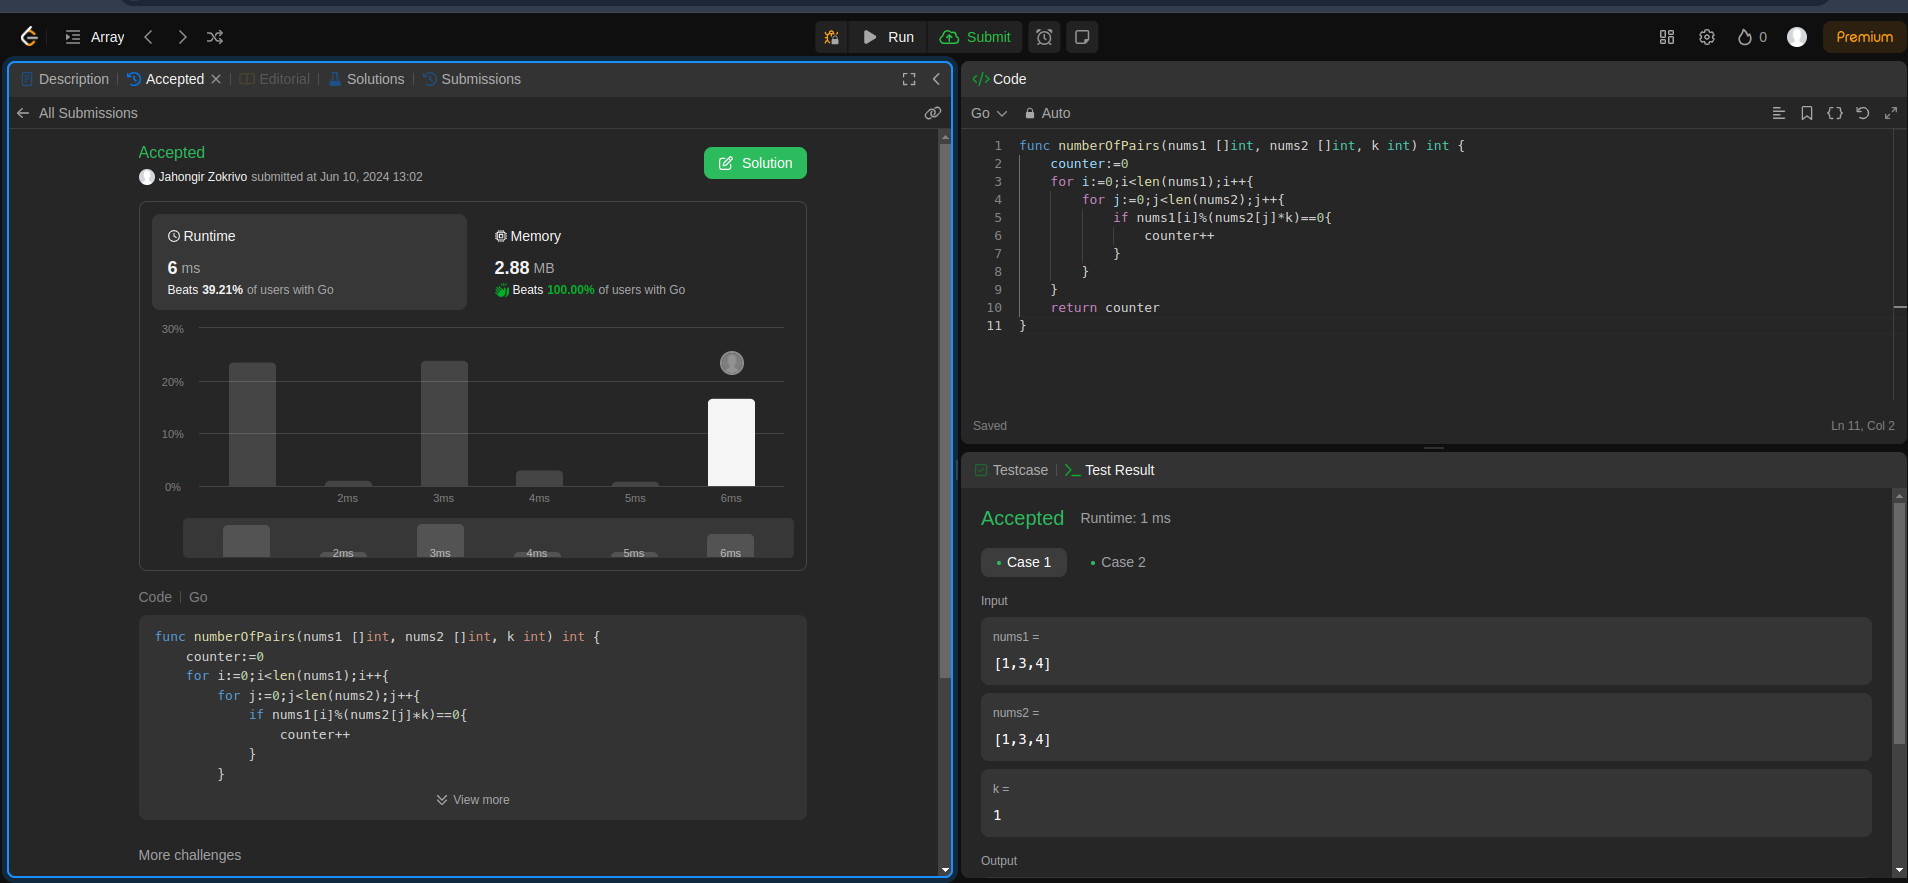 Array
Run
Submit
0
Premium
Description
Accepted
Editorial
Solutions
Submissions
All Submissions
Accepted
Jahongir Zokrivo submitted at Jun 10, 2024 13:02
Solution
Runtime
6 ms
Beats 39.21% of users with Go
Memory
2.88 MB
Beats 100.00% of users with Go
30%
20%
10%
0%
2ms 3ms 4ms 5ms 6ms
2ms 3ms 4ms 5ms 6ms
Code | Go
func numberOfPairs(nums1 []int, nums2 []int, k int) int {
    counter:=0
    for i:=0;i<len(nums1);i++{
        for j:=0;j<len(nums2);j++{
            if nums1[i]%(nums2[j]*k)==0{
                counter++
            }
        }
View more
More challenges
</> Code
Go
Auto
1 func numberOfPairs(nums1 []int, nums2 []int, k int) int {
2     counter:=0
3     for i:=0;i<len(nums1);i++{
4         for j:=0;j<len(nums2);j++{
5             if nums1[i]%(nums2[j]*k)==0{
6                 counter++
7             }
8         }
9     }
10     return counter
11 }
Saved
Ln 11, Col 2
Testcase
Test Result
Accepted
Runtime: 1 ms
Case 1
Case 2
Input
nums1 =
[1,3,4]
nums2 =
[1,3,4]
k =
1
Output